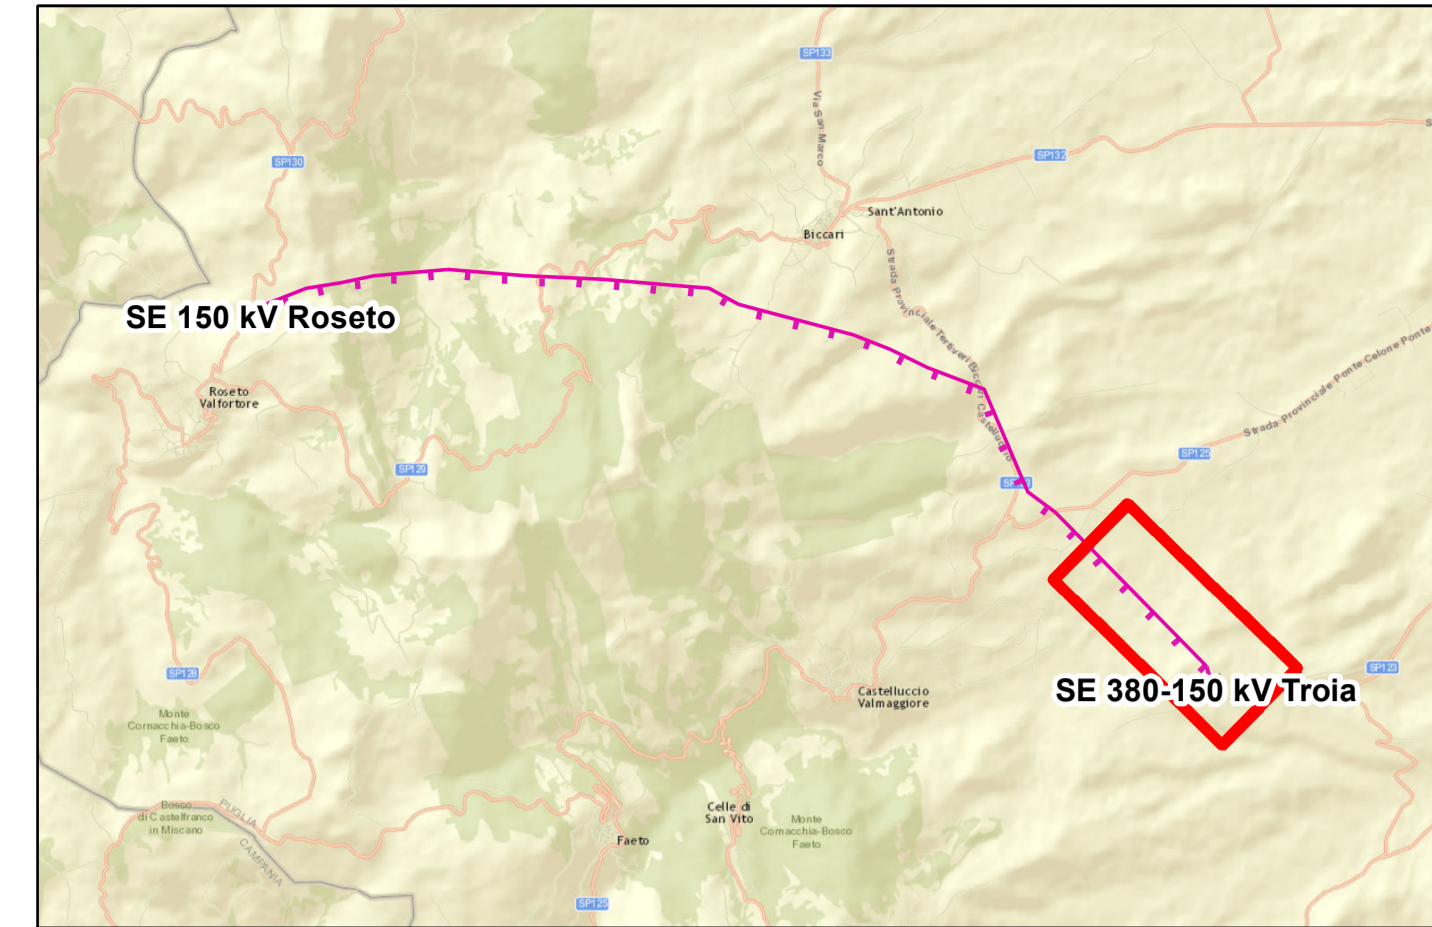 SP133
Via San Marco
SP132
SP130
Sant'Antonio
Biccari
SE 150 kV Roseto
Strada Provinciale Tertiveri Biccari Castelluccio
Strada Provinciale Ponte Celone Ponte
Roseto
Valfortore
SP129
SP125
SP128
SP123
SE 380-150 kV Troia
Castelluccio
Valmaggiore
Monte
Cornacchia-Bosco
Faeto
Bosco
di Castelfranco
in Miscano
PUGLIA
CAMPANIA
Celle di
San Vito
Monte
Cornacchia-Bosco
Faeto
Faeto
SP125